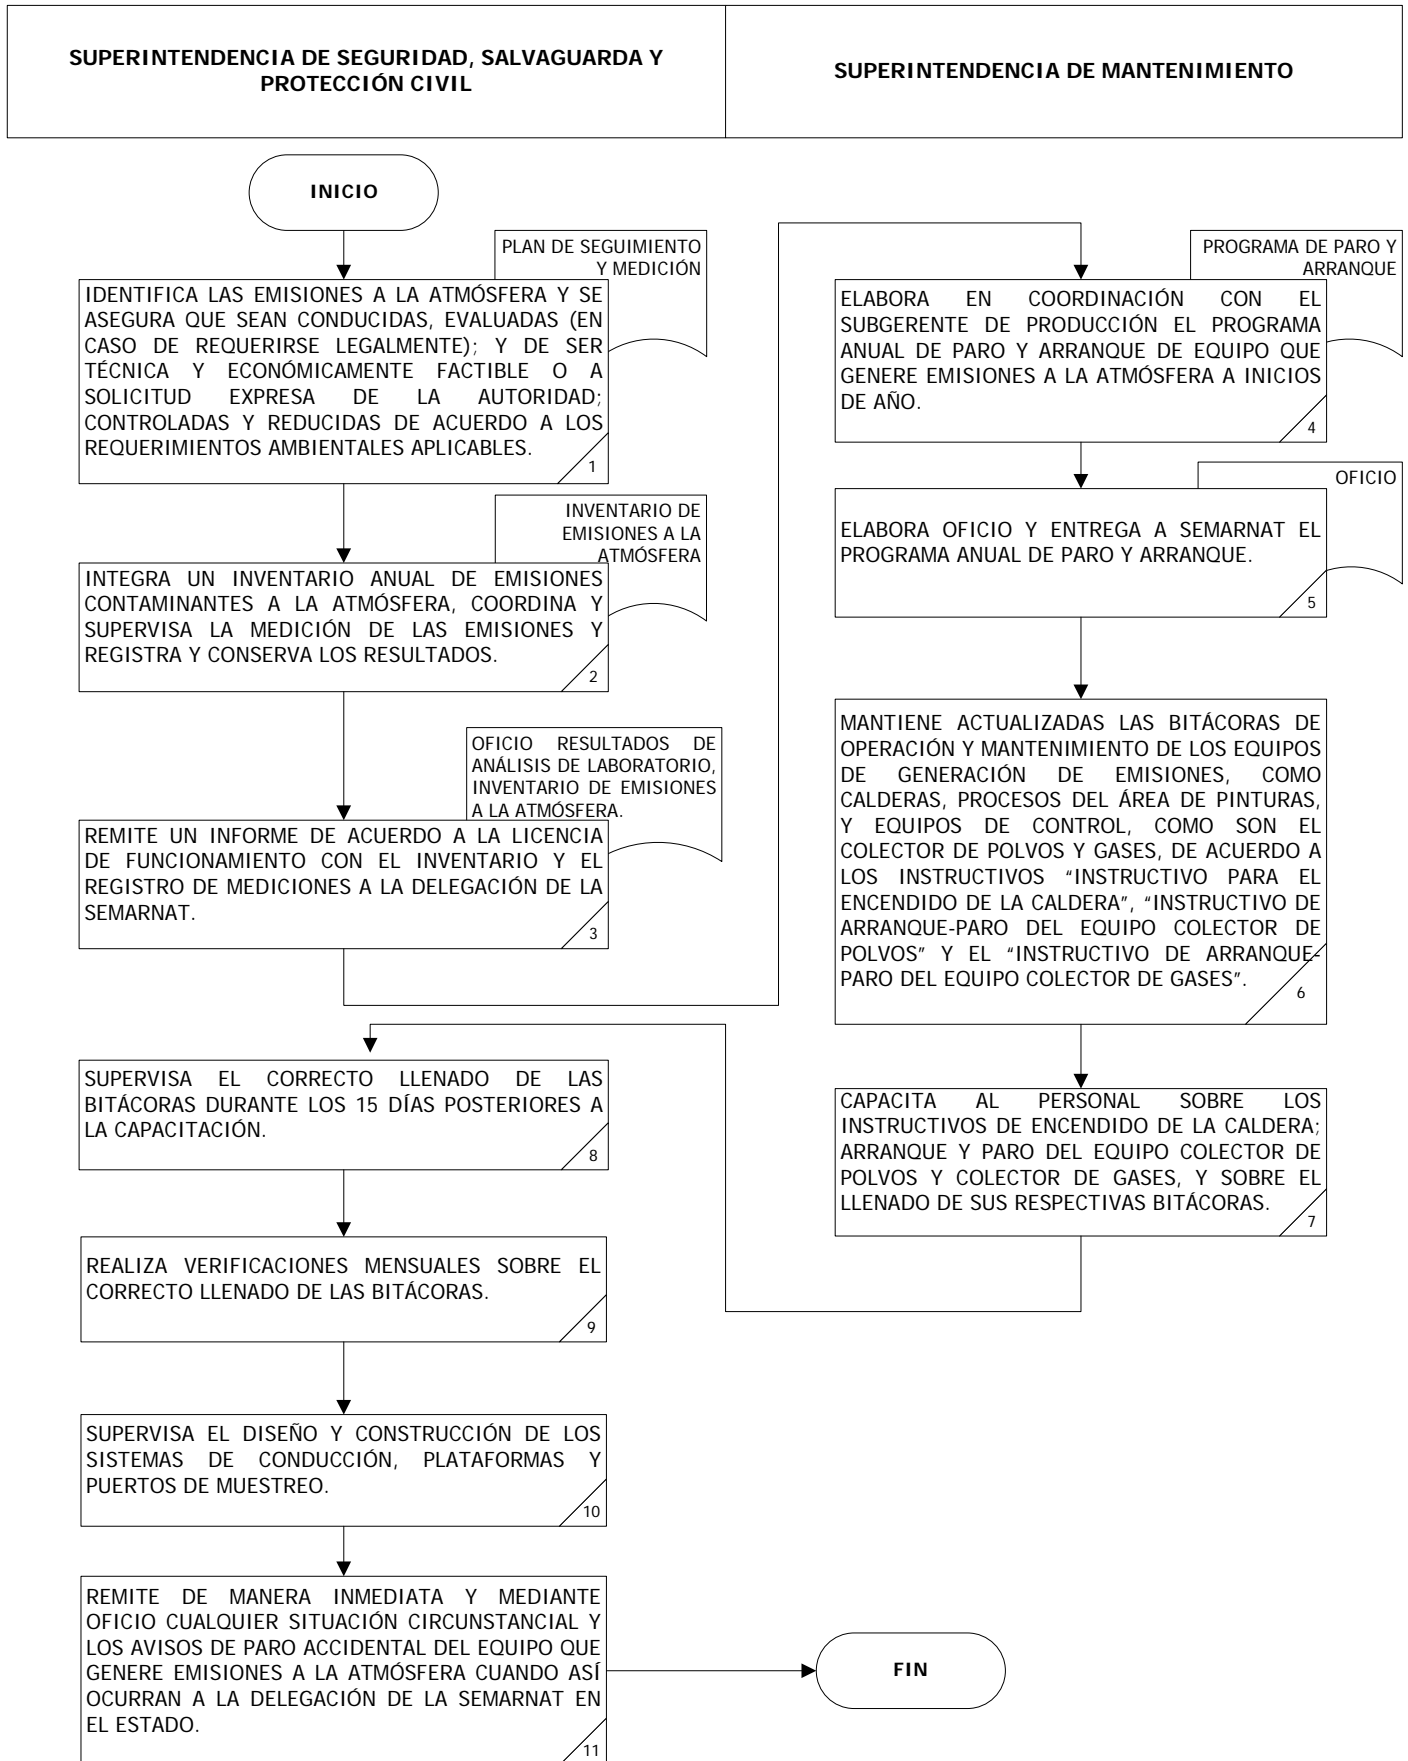 SUPERINTENDENCIA DE SEGURIDAD, SALVAGUARDA Y
PROTECCIÓN CIVIL
SUPERINTENDENCIA DE MANTENIMIENTO
INICIO
PLAN DE SEGUIMIENTO
Y MEDICIÓN
IDENTIFICA LAS EMISIONES A LA ATMÓSFERA Y SE
ASEGURA QUE SEAN CONDUCIDAS, EVALUADAS (EN
CASO DE REQUERIRSE LEGALMENTE); Y DE SER
TÉCNICA Y ECONÓMICAMENTE FACTIBLE O A
SOLICITUD EXPRESA DE LA AUTORIDAD;
CONTROLADAS Y REDUCIDAS DE ACUERDO A LOS
REQUERIMIENTOS AMBIENTALES APLICABLES.
1
INVENTARIO DE
EMISIONES A LA
ATMÓSFERA
INTEGRA UN INVENTARIO ANUAL DE EMISIONES
CONTAMINANTES A LA ATMÓSFERA, COORDINA Y
SUPERVISA LA MEDICIÓN DE LAS EMISIONES Y
REGISTRA Y CONSERVA LOS RESULTADOS.
2
OFICIO RESULTADOS DE
ANÁLISIS DE LABORATORIO,
INVENTARIO DE EMISIONES
A LA ATMÓSFERA.
REMITE UN INFORME DE ACUERDO A LA LICENCIA
DE FUNCIONAMIENTO CON EL INVENTARIO Y EL
REGISTRO DE MEDICIONES A LA DELEGACIÓN DE LA
SEMARNAT.
3
PROGRAMA DE PARO Y
ARRANQUE
ELABORA EN COORDINACIÓN CON EL
SUBGERENTE DE PRODUCCIÓN EL PROGRAMA
ANUAL DE PARO Y ARRANQUE DE EQUIPO QUE
GENERE EMISIONES A LA ATMÓSFERA A INICIOS
DE AÑO.
4
OFICIO
ELABORA OFICIO Y ENTREGA A SEMARNAT EL
PROGRAMA ANUAL DE PARO Y ARRANQUE.
5
MANTIENE ACTUALIZADAS LAS BITÁCORAS DE
OPERACIÓN Y MANTENIMIENTO DE LOS EQUIPOS
DE GENERACIÓN DE EMISIONES, COMO
CALDERAS, PROCESOS DEL ÁREA DE PINTURAS,
Y EQUIPOS DE CONTROL, COMO SON EL
COLECTOR DE POLVOS Y GASES, DE ACUERDO A
LOS INSTRUCTIVOS “INSTRUCTIVO PARA EL
ENCENDIDO DE LA CALDERA”, “INSTRUCTIVO DE
ARRANQUE-PARO DEL EQUIPO COLECTOR DE
POLVOS” Y EL “INSTRUCTIVO DE ARRANQUE-
PARO DEL EQUIPO COLECTOR DE GASES”.
6
CAPACITA AL PERSONAL SOBRE LOS
INSTRUCTIVOS DE ENCENDIDO DE LA CALDERA;
ARRANQUE Y PARO DEL EQUIPO COLECTOR DE
POLVOS Y COLECTOR DE GASES, Y SOBRE EL
LLENADO DE SUS RESPECTIVAS BITÁCORAS.
7
SUPERVISA EL CORRECTO LLENADO DE LAS
BITÁCORAS DURANTE LOS 15 DÍAS POSTERIORES A
LA CAPACITACIÓN.
8
REALIZA VERIFICACIONES MENSUALES SOBRE EL
CORRECTO LLENADO DE LAS BITÁCORAS.
9
SUPERVISA EL DISEÑO Y CONSTRUCCIÓN DE LOS
SISTEMAS DE CONDUCCIÓN, PLATAFORMAS Y
PUERTOS DE MUESTREO.
10
REMITE DE MANERA INMEDIATA Y MEDIANTE
OFICIO CUALQUIER SITUACIÓN CIRCUNSTANCIAL Y
LOS AVISOS DE PARO ACCIDENTAL DEL EQUIPO QUE
GENERE EMISIONES A LA ATMÓSFERA CUANDO ASÍ
OCURRAN A LA DELEGACIÓN DE LA SEMARNAT EN
EL ESTADO.
11
FIN